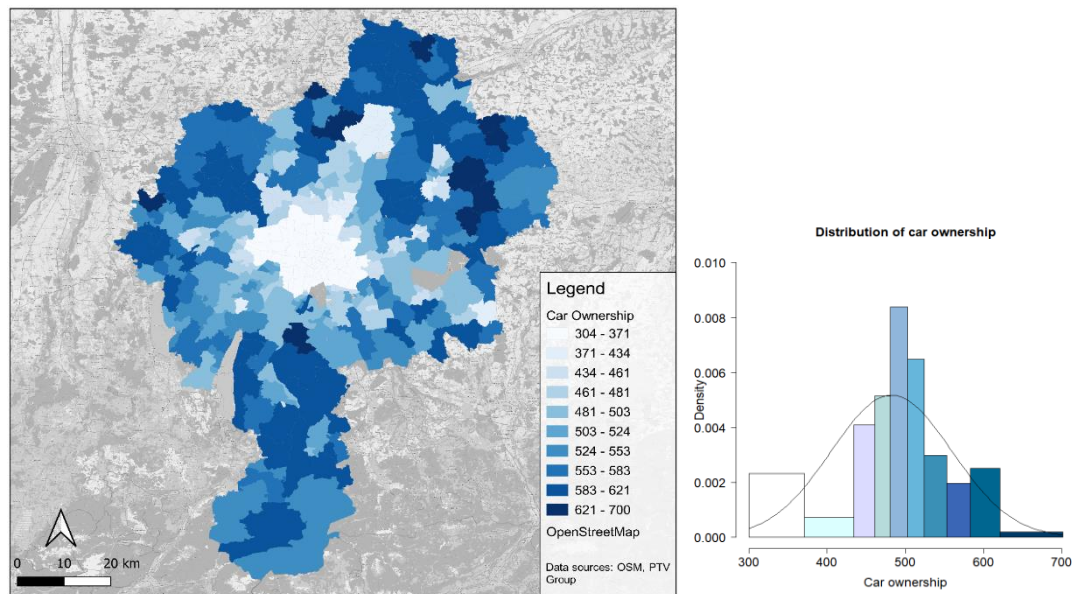 Legend
Car Ownership
304 - 371
371 - 434
434 - 461
461 - 481
481 - 503
503 - 524
524 - 553
553 - 583
583 - 621
621 - 700
OpenStreetMap
Data sources: OSM, PTV
Group
0 10 20 km
Distribution of car ownership
0.010
0.008
0.006
0.004
0.002
0.000
Density
300 400 500 600 700
Car ownership